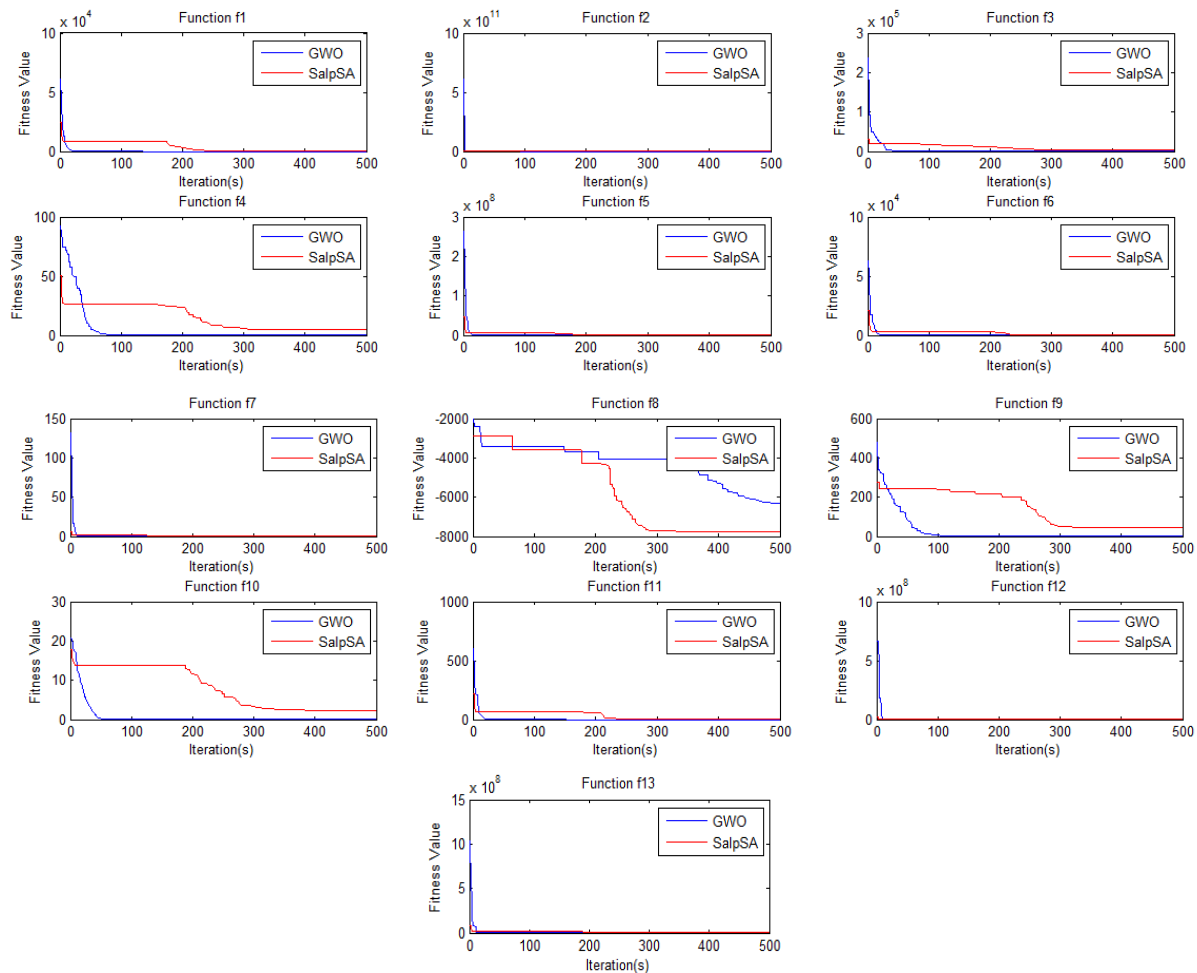 Function f1
x 10^4
10
5
0
Fitness Value
GWO
SalpSA
0 100 200 300 400 500
Iteration(s)
Function f2
x 10^11
10
5
0
Fitness Value
GWO
SalpSA
0 100 200 300 400 500
Iteration(s)
Function f3
x 10^5
3
2
1
0
Fitness Value
GWO
SalpSA
0 100 200 300 400 500
Iteration(s)
Function f4
100
50
0
Fitness Value
GWO
SalpSA
0 100 200 300 400 500
Iteration(s)
Function f5
x 10^8
3
2
1
0
Fitness Value
GWO
SalpSA
0 100 200 300 400 500
Iteration(s)
Function f6
x 10^4
10
5
0
Fitness Value
GWO
SalpSA
0 100 200 300 400 500
Iteration(s)
Function f7
150
100
50
0
Fitness Value
GWO
SalpSA
0 100 200 300 400 500
Iteration(s)
Function f8
-2000
-4000
-6000
-8000
Fitness Value
GWO
SalpSA
0 100 200 300 400 500
Iteration(s)
Function f9
600
400
200
0
Fitness Value
GWO
SalpSA
0 100 200 300 400 500
Iteration(s)
Function f10
30
20
10
0
Fitness Value
GWO
SalpSA
0 100 200 300 400 500
Iteration(s)
Function f11
1000
500
0
Fitness Value
GWO
SalpSA
0 100 200 300 400 500
Iteration(s)
Function f12
x 10^8
10
5
0
Fitness Value
GWO
SalpSA
0 100 200 300 400 500
Iteration(s)
Function f13
x 10^8
15
10
5
0
Fitness Value
GWO
SalpSA
0 100 200 300 400 500
Iteration(s)